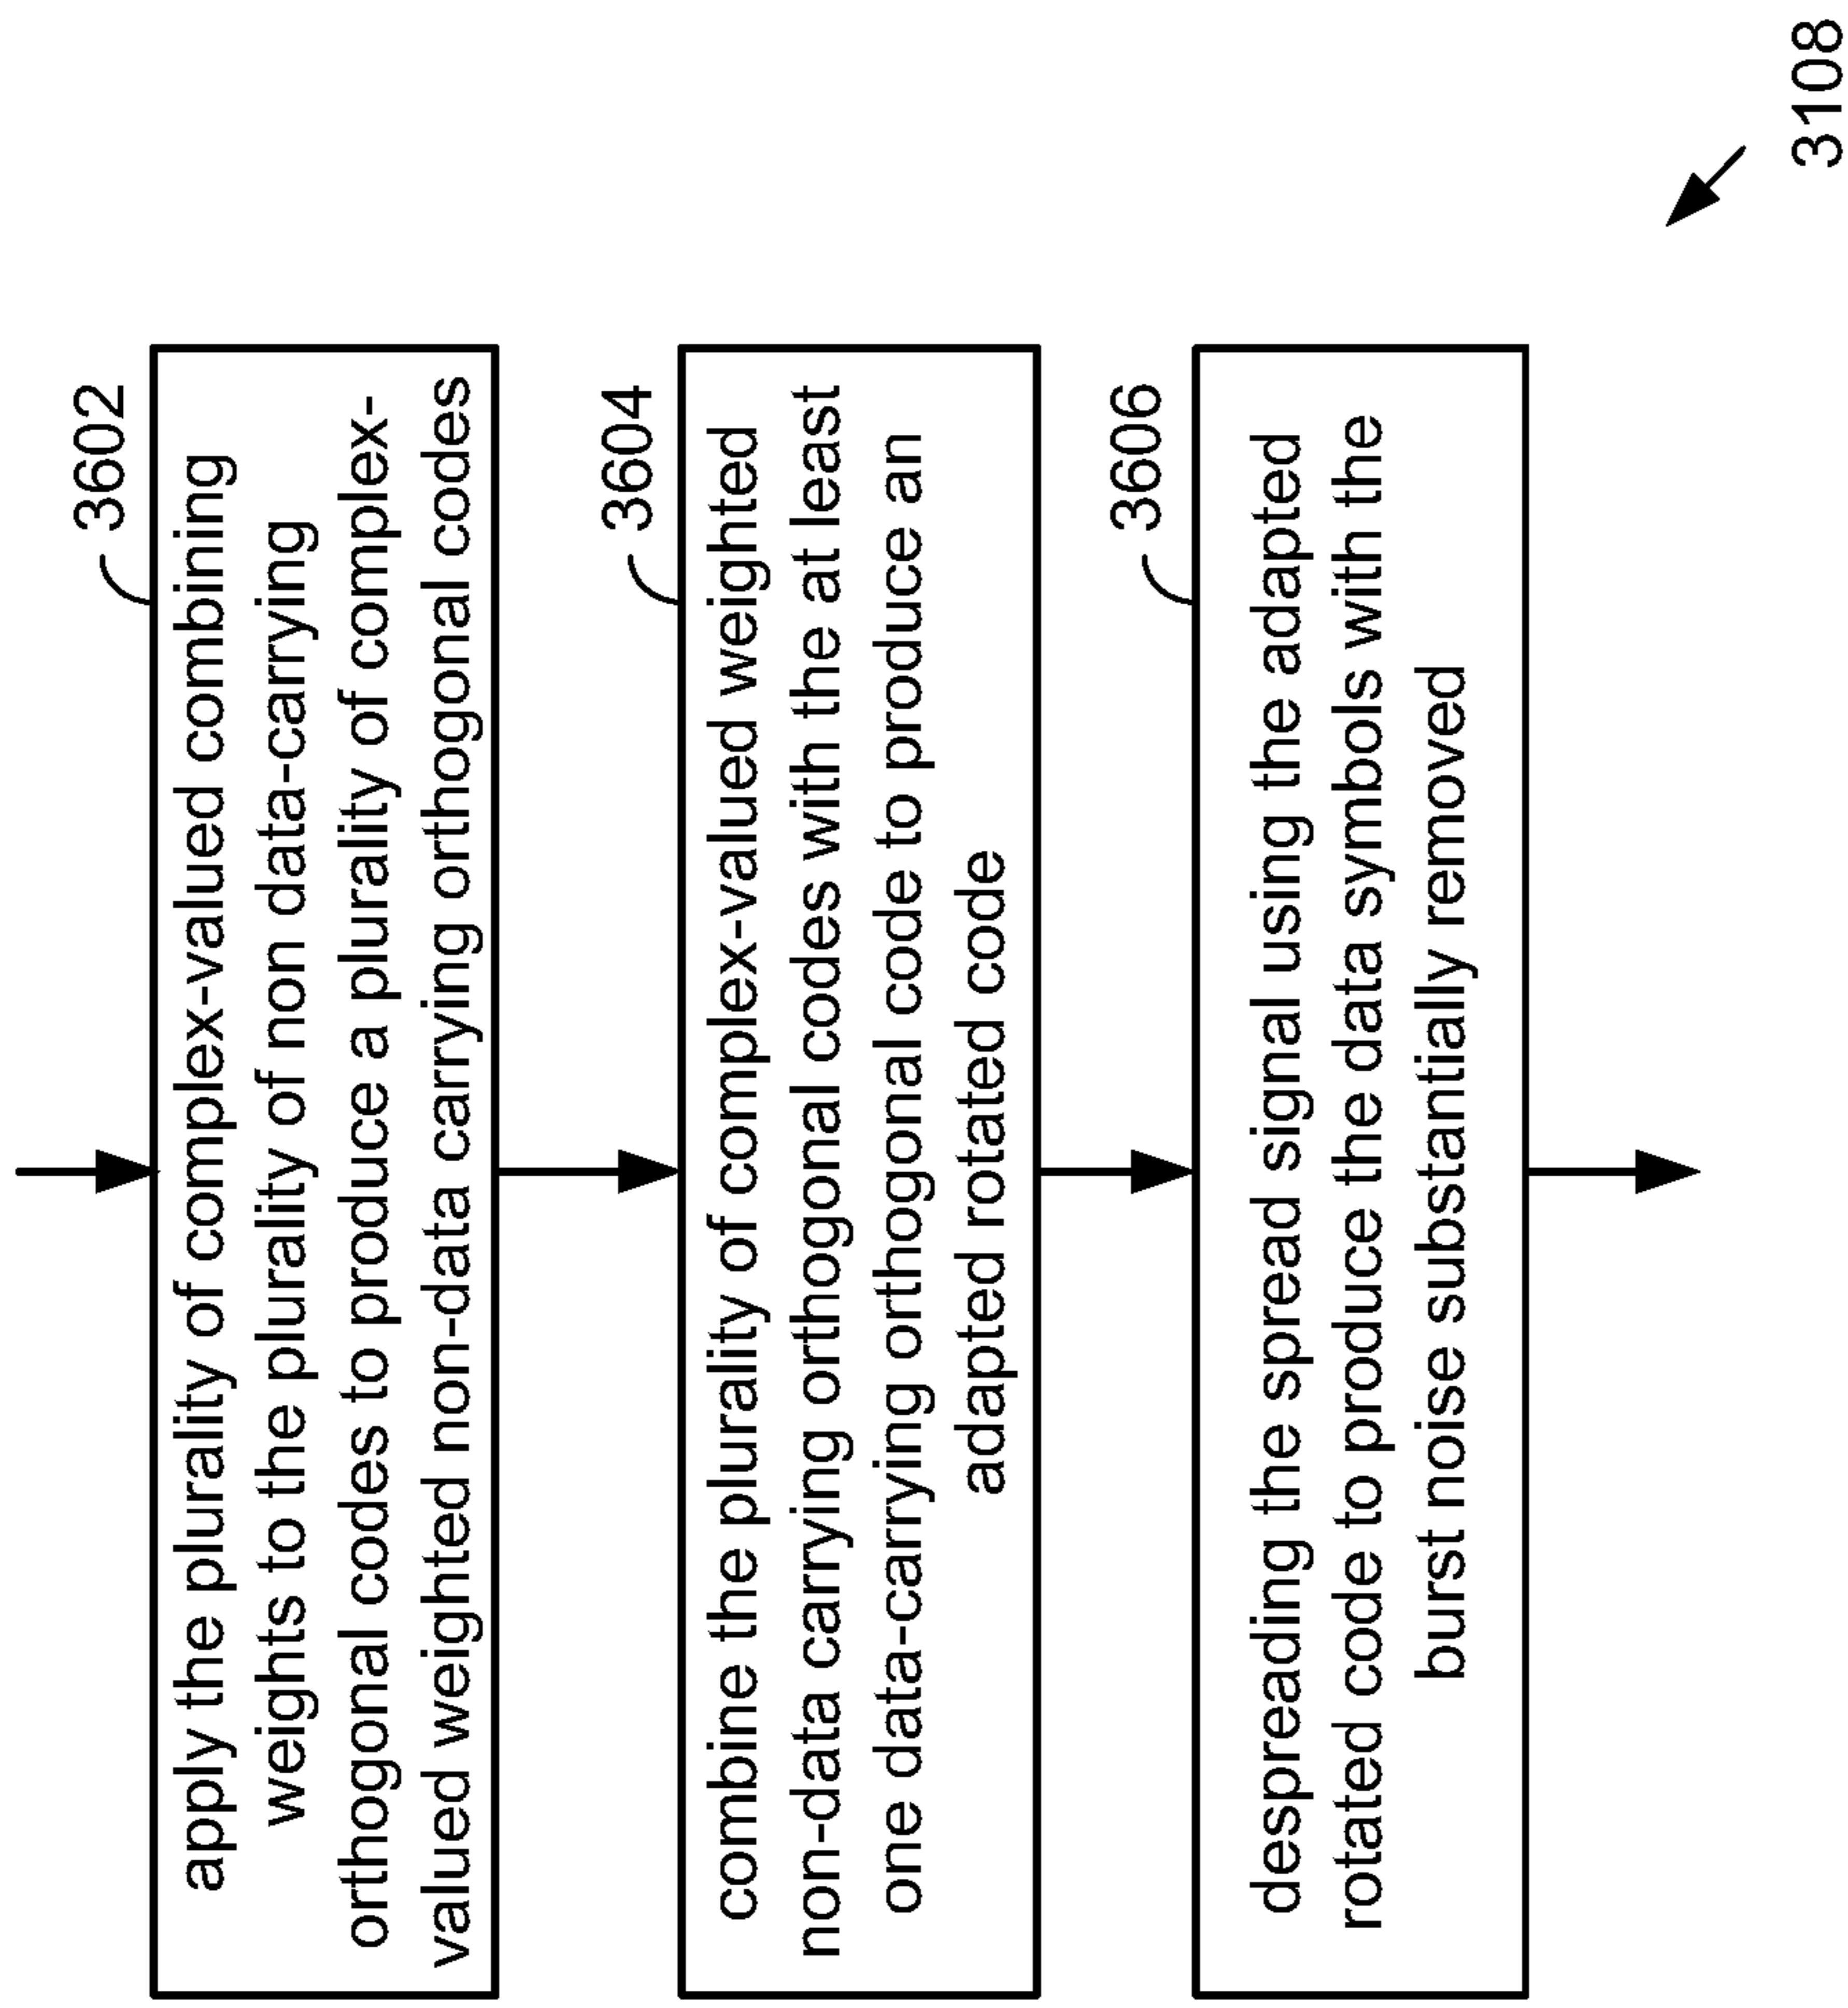 3602
apply the plurality of complex-valued combining
weights to the plurality of non data-carrying
orthogonal codes to produce a plurality of complex-
valued weighted non-data carrying orthogonal codes
3604
combine the plurality of complex-valued weighted
non-data carrying orthogonal codes with the at least
one data-carrying orthogonal code to produce an
adapted rotated code
3606
despreading the spread signal using the adapted
rotated code to produce the data symbols with the
burst noise substantially removed
3108